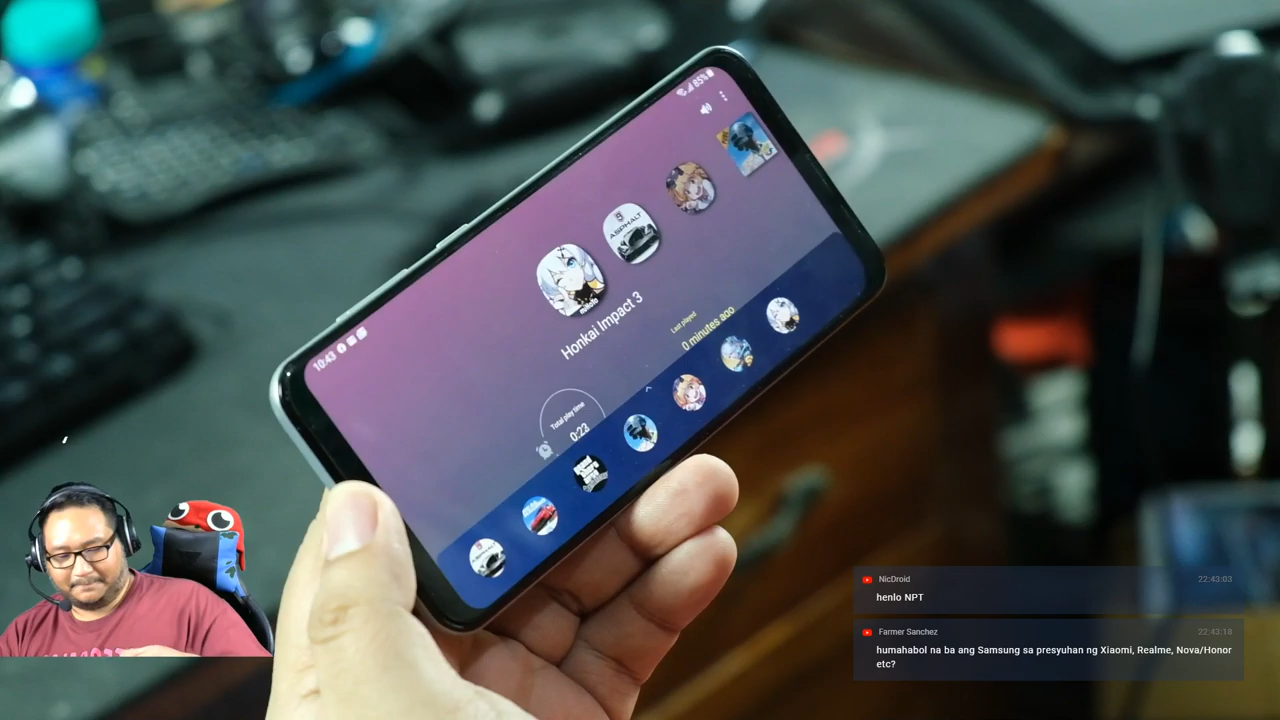 85%
ASPHALT
miHoYo
Honkai Impact 3
10:43
Last played
0 minutes ago
Total play time
0:23
NicDroid
22:43:03
henlo NPT
Farmer Sanchez
22:43:18
humahabol na ba ang Samsung sa presyuhan ng Xiaomi, Realme, Nova/Honor
etc?